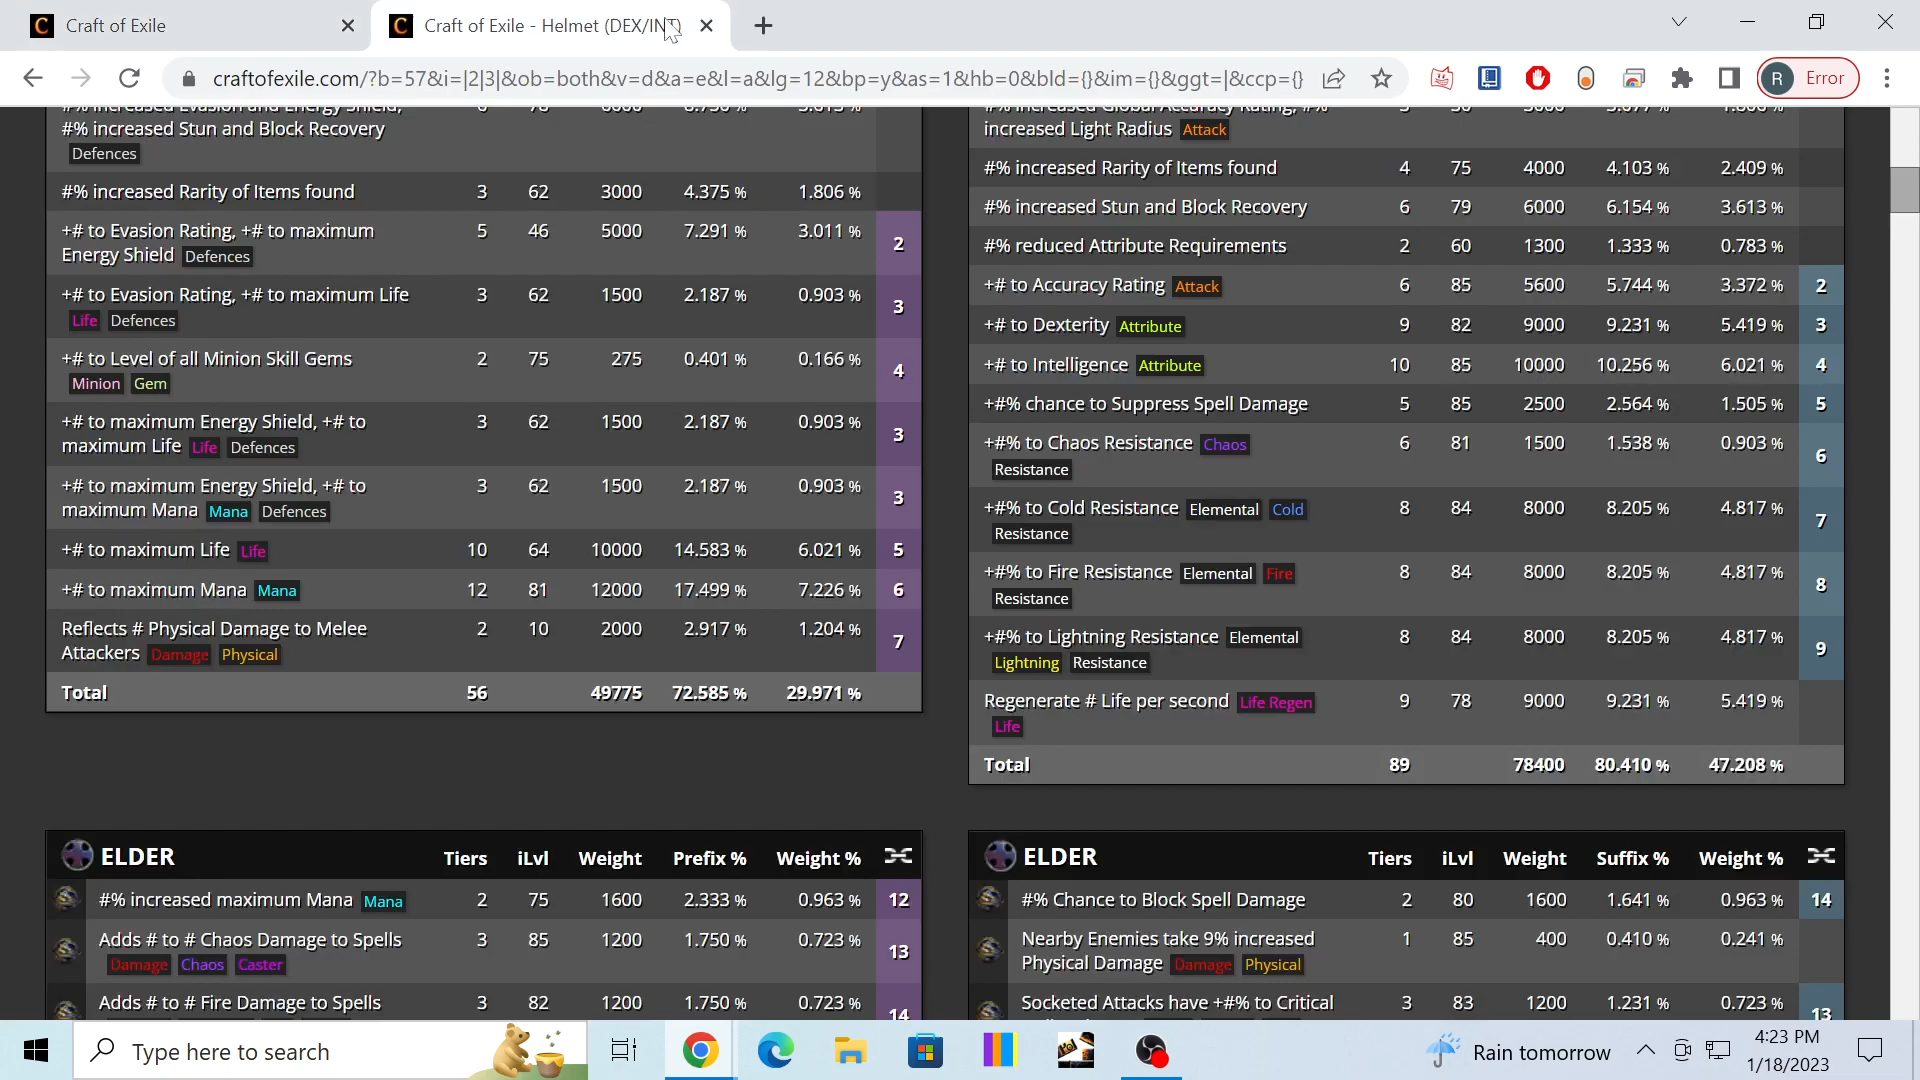 Craft of Exile
Craft of Exile - Helmet (DEX/INT)
craftofexile.com/?b=57&i=|2|3|&ob=both&v=d&a=e&l=a&lg=12&bp=y&as=1&hb=0&bld={}&im={}&ggt=|&ccp={}
R Error
#% increased Evasion and Energy Shield, 6 78 6000 8.750 % 3.613 %
#% increased Stun and Block Recovery
Defences
#% increased Rarity of Items found 3 62 3000 4.375 % 1.806 %
+# to Evasion Rating, +# to maximum 5 46 5000 7.291 % 3.011 % 2
Energy Shield Defences
+# to Evasion Rating, +# to maximum Life 3 62 1500 2.187 % 0.903 % 3
Life Defences
+# to Level of all Minion Skill Gems 2 75 275 0.401 % 0.166 % 4
Minion Gem
+# to maximum Energy Shield, +# to 3 62 1500 2.187 % 0.903 % 3
maximum Life Life Defences
+# to maximum Energy Shield, +# to 3 62 1500 2.187 % 0.903 % 3
maximum Mana Mana Defences
+# to maximum Life Life 10 64 10000 14.583 % 6.021 % 5
+# to maximum Mana Mana 12 81 12000 17.499 % 7.226 % 6
Reflects # Physical Damage to Melee 2 10 2000 2.917 % 1.204 % 7
Attackers Damage Physical
Total 56 49775 72.585 % 29.971 %
#% increased Global Accuracy Rating, #%
increased Light Radius Attack
#% increased Rarity of Items found 4 75 4000 4.103 % 2.409 %
#% increased Stun and Block Recovery 6 79 6000 6.154 % 3.613 %
#% reduced Attribute Requirements 2 60 1300 1.333 % 0.783 %
+# to Accuracy Rating Attack 6 85 5600 5.744 % 3.372 % 2
+# to Dexterity Attribute 9 82 9000 9.231 % 5.419 % 3
+# to Intelligence Attribute 10 85 10000 10.256 % 6.021 % 4
+#% chance to Suppress Spell Damage 5 85 2500 2.564 % 1.505 % 5
+#% to Chaos Resistance Chaos 6 81 1500 1.538 % 0.903 % 6
Resistance
+#% to Cold Resistance Elemental Cold 8 84 8000 8.205 % 4.817 % 7
Resistance
+#% to Fire Resistance Elemental Fire 8 84 8000 8.205 % 4.817 % 8
Resistance
+#% to Lightning Resistance Elemental 8 84 8000 8.205 % 4.817 % 9
Lightning Resistance
Regenerate # Life per second Life Regen 9 78 9000 9.231 % 5.419 %
Life
Total 89 78400 80.410 % 47.208 %
ELDER Tiers iLvl Weight Prefix % Weight %
#% increased maximum Mana Mana 2 75 1600 2.333 % 0.963 % 12
Adds # to # Chaos Damage to Spells 3 85 1200 1.750 % 0.723 % 13
Damage Chaos Caster
Adds # to # Fire Damage to Spells 3 82 1200 1.750 % 0.723 % 14
ELDER Tiers iLvl Weight Suffix % Weight %
#% Chance to Block Spell Damage 2 80 1600 1.641 % 0.963 % 14
Nearby Enemies take 9% increased 1 85 400 0.410 % 0.241 %
Physical Damage Damage Physical
Socketed Attacks have +#% to Critical 3 83 1200 1.231 % 0.723 % 13
Type here to search
Rain tomorrow
4:23 PM
1/18/2023